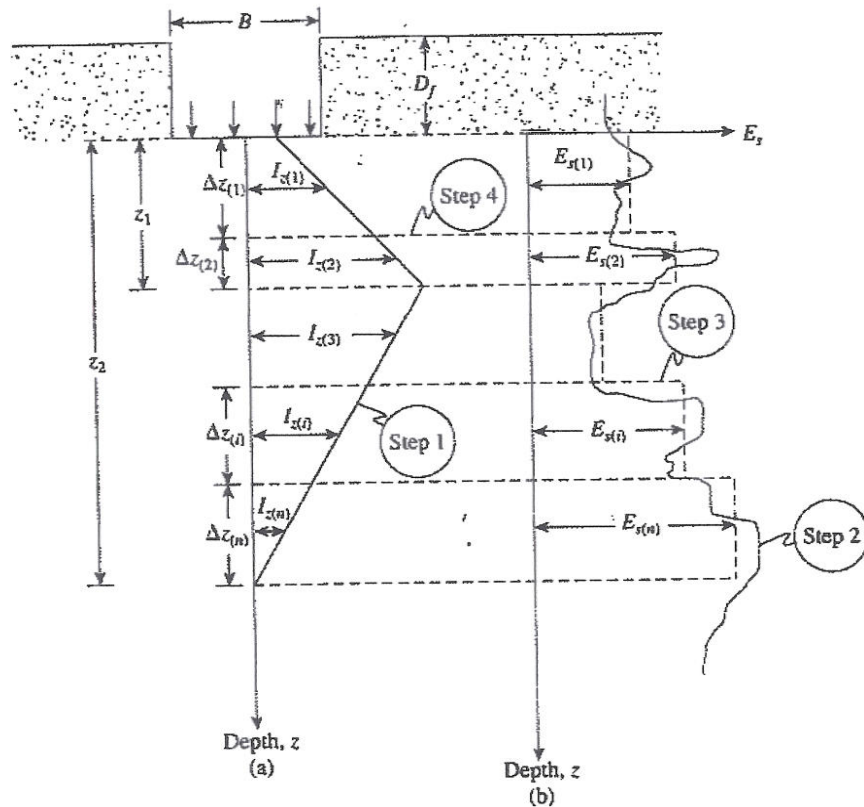 B
D_f
E_s
Δz_(1)
I_z(1)
E_s(1)
z_1
Step 4
Δz_(2)
I_z(2)
E_s(2)
I_z(3)
Step 3
z_2
Δz_(i)
I_z(i)
Step 1
E_s(i)
Δz_(n)
I_z(n)
E_s(n)
Step 2
Depth, z
(a)
Depth, z
(b)